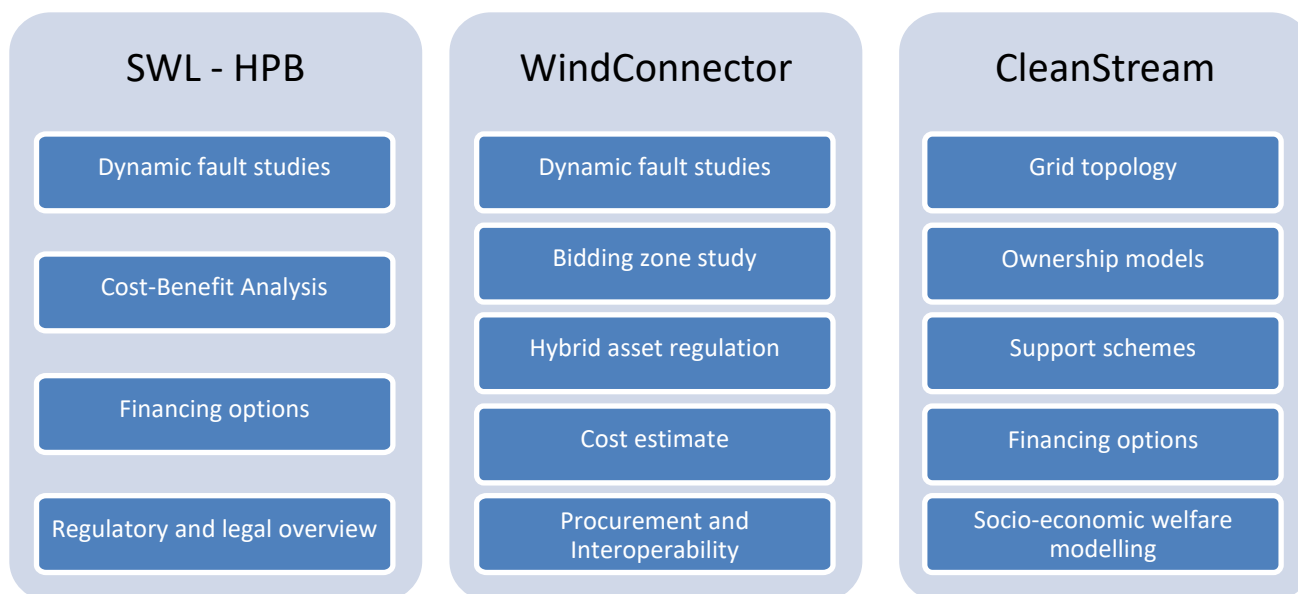 SWL - HPB
Dynamic fault studies
Cost-Benefit Analysis
Financing options
Regulatory and legal overview
WindConnector
Dynamic fault studies
Bidding zone study
Hybrid asset regulation
Cost estimate
Procurement and
Interoperability
CleanStream
Grid topology
Ownership models
Support schemes
Financing options
Socio-economic welfare
modelling